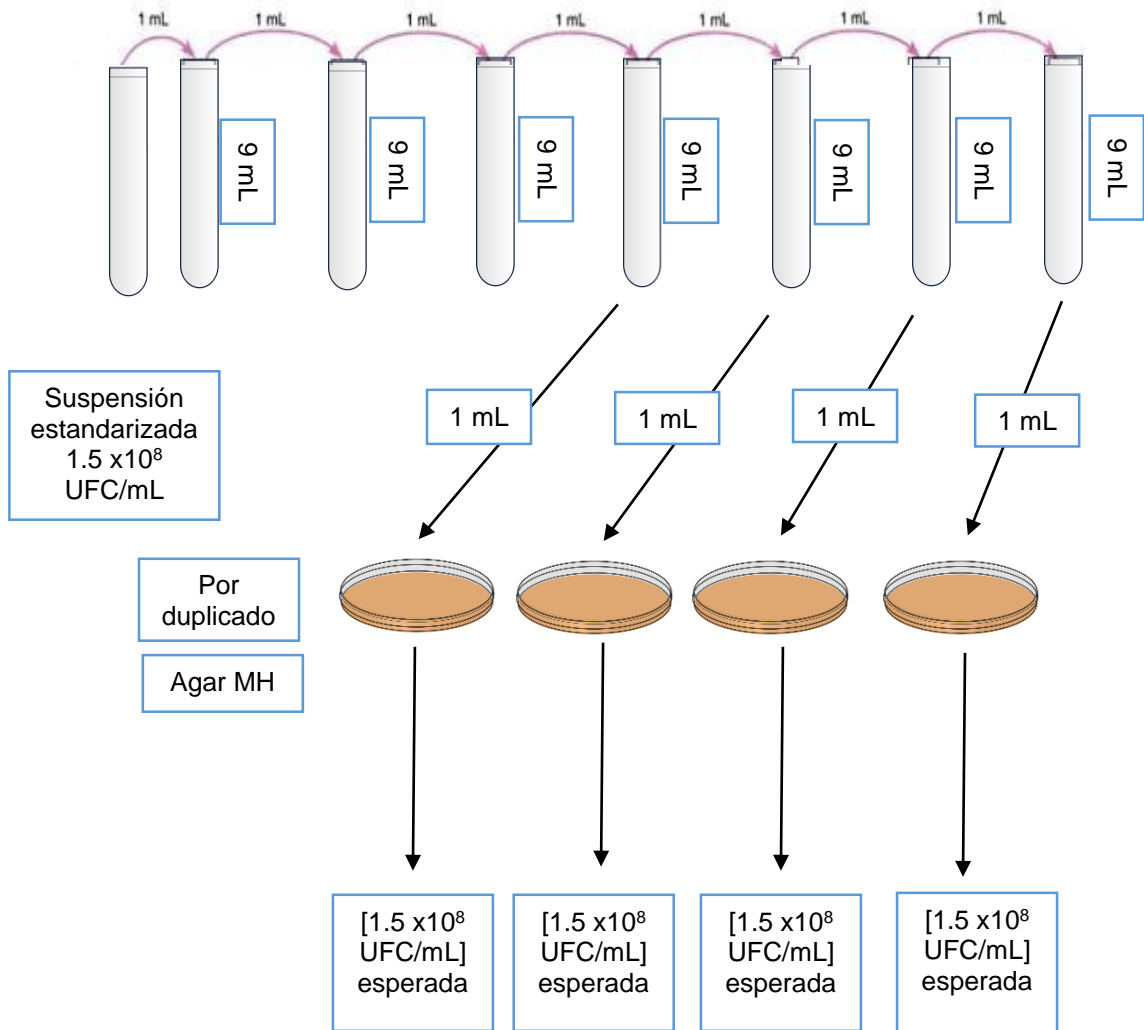 1 mL
1 mL
1 mL
1 mL
1 mL
1 mL
1 mL
9 mL
9 mL
9 mL
9 mL
9 mL
9 mL
9 mL
Suspensión
estandarizada
1.5 x10⁸
UFC/mL
1 mL
1 mL
1 mL
1 mL
Por
duplicado
Agar MH
[1.5 x10⁸
UFC/mL]
esperada
[1.5 x10⁸
UFC/mL]
esperada
[1.5 x10⁸
UFC/mL]
esperada
[1.5 x10⁸
UFC/mL]
esperada